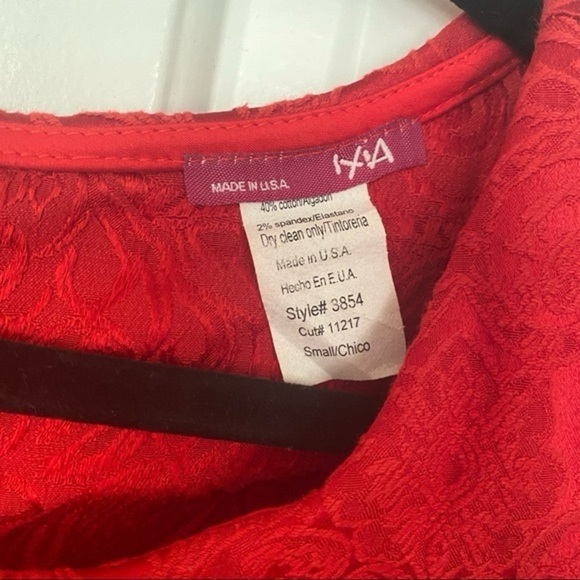 IXiA
MADE IN U.S.A.
40% cotton/Algodon
2% spandex/Elastano
Dry clean only/Tintoreria
Made in U.S.A.
Hecho En E.U.A.
Style# 3854
Cut# 11217
Small/Chico